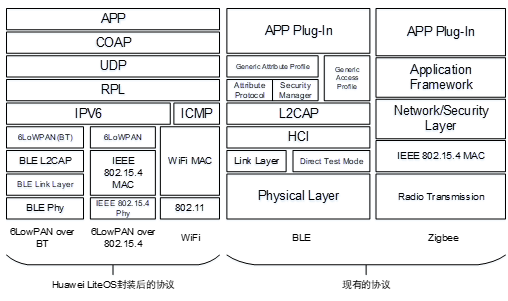 APP
COAP
UDP
RPL
IPV6
ICMP
6LoWPAN(BT)
6LoWPAN
WiFi MAC
BLE L2CAP
IEEE
802.15.4
MAC
BLE Link Layer
BLE Phy
IEEE 802.15.4
Phy
802.11
6LowPAN over
BT
6LowPAN over
802.15.4
WiFi
Huawei LiteOS封装后的协议
APP Plug-In
Generic Attribute Profile
Generic
Access
Profile
Attribute
Protocol
Security
Manager
L2CAP
HCI
Link Layer
Direct Test Mode
Physical Layer
BLE
APP Plug-In
Application
Framework
Network/Security
Layer
IEEE 802.15.4 MAC
Radio Transmission
Zigbee
现有的协议